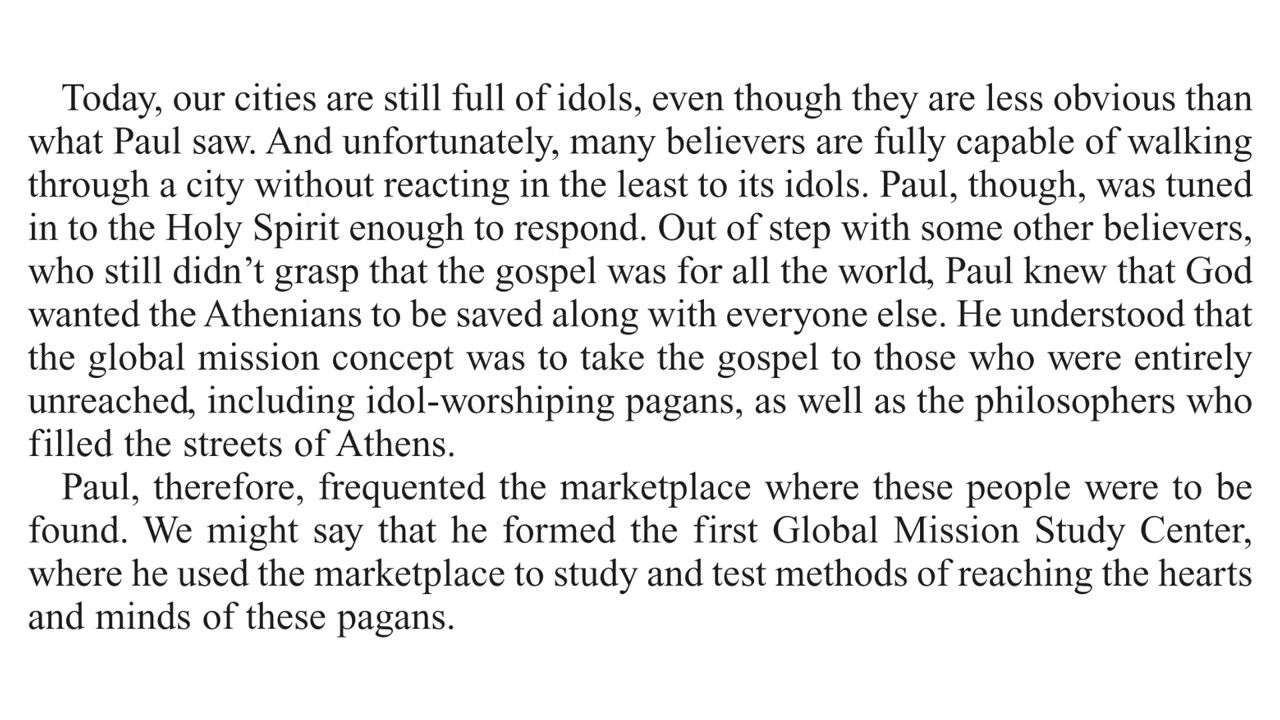 Today, our cities are still full of idols, even though they are less obvious than
what Paul saw. And unfortunately, many believers are fully capable of walking
through a city without reacting in the least to its idols. Paul, though, was tuned
in to the Holy Spirit enough to respond. Out of step with some other believers,
who still didn’t grasp that the gospel was for all the world, Paul knew that God
wanted the Athenians to be saved along with everyone else. He understood that
the global mission concept was to take the gospel to those who were entirely
unreached, including idol-worshiping pagans, as well as the philosophers who
filled the streets of Athens.
Paul, therefore, frequented the marketplace where these people were to be
found. We might say that he formed the first Global Mission Study Center,
where he used the marketplace to study and test methods of reaching the hearts
and minds of these pagans.